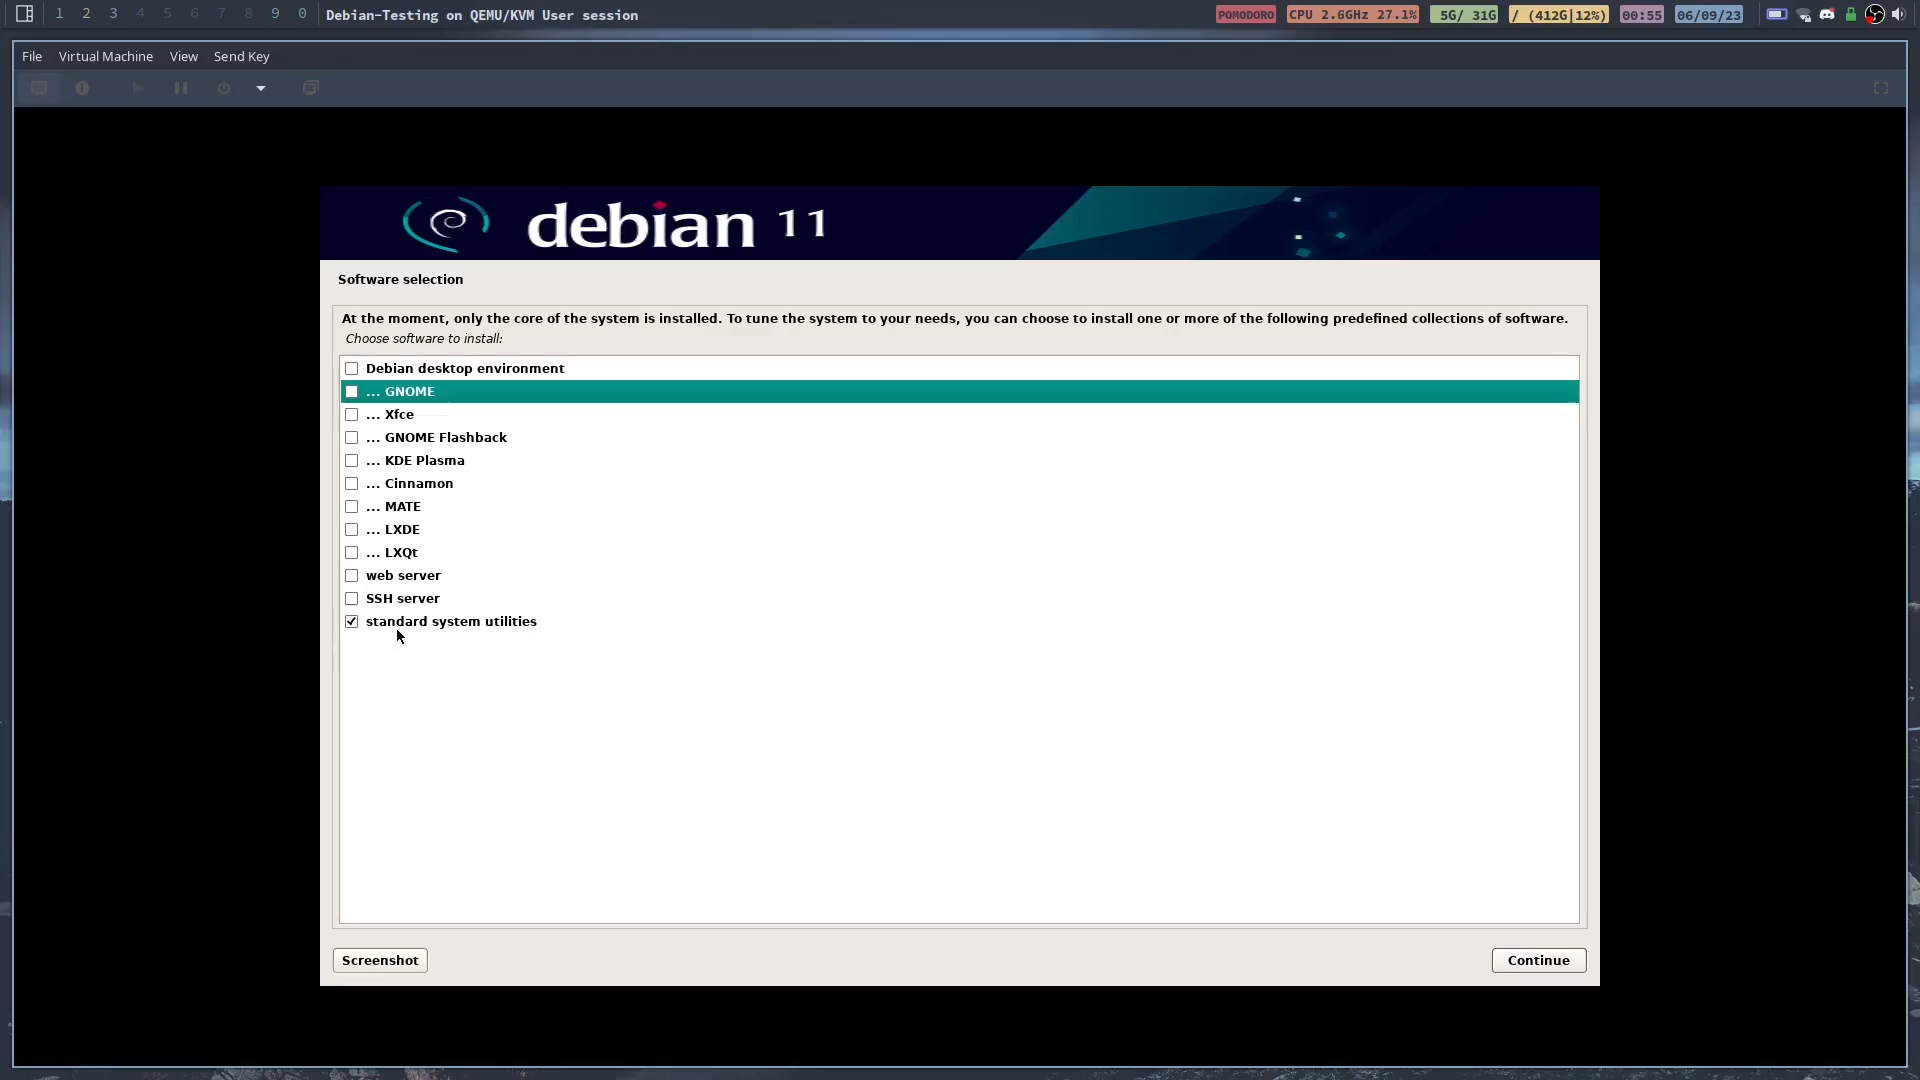 1 2 3 4 5 6 7 8 9 0 Debian-Testing on QEMU/KVM User session POMODORO CPU 2.6GHz 27.1% 5G/ 31G / (412G|12%) 00:55 06/09/23
File Virtual Machine View Send Key
debian 11
Software selection
At the moment, only the core of the system is installed. To tune the system to your needs, you can choose to install one or more of the following predefined collections of software.
Choose software to install:
Debian desktop environment
... GNOME
... Xfce
... GNOME Flashback
... KDE Plasma
... Cinnamon
... MATE
... LXDE
... LXQt
web server
SSH server
standard system utilities
Screenshot Continue